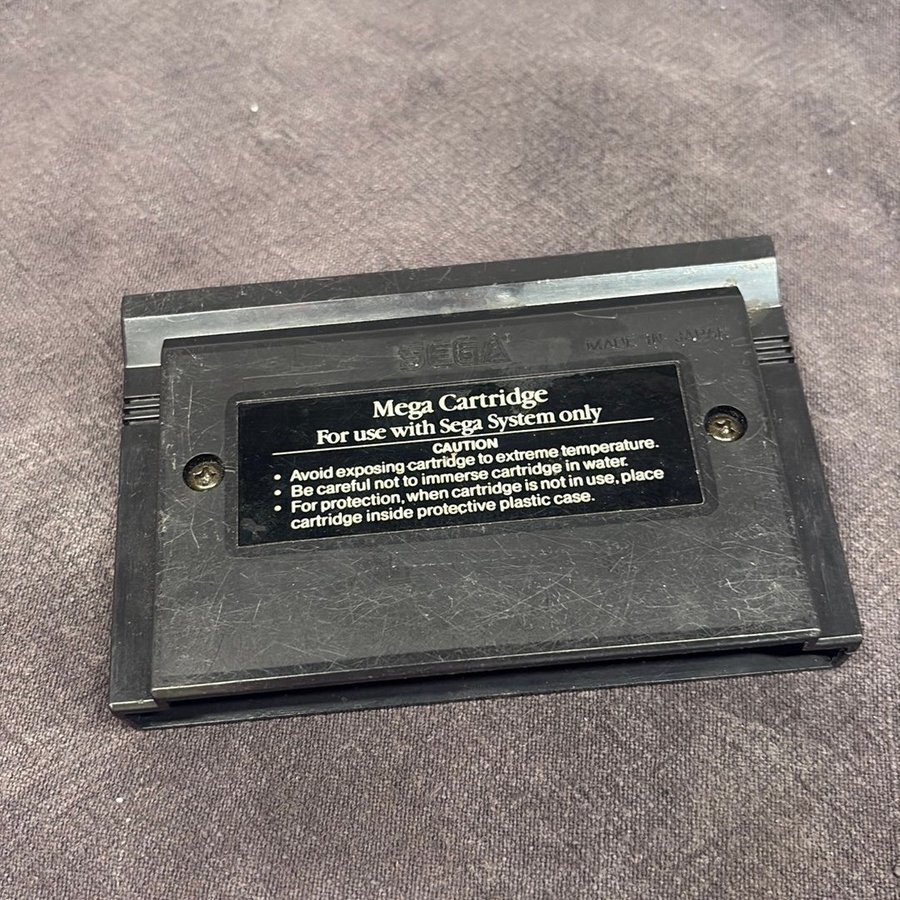 SEGA
MADE IN JAPAN
Mega Cartridge
For use with Sega System only
CAUTION
• Avoid exposing cartridge to extreme temperature.
• Be careful not to immerse cartridge in water.
• For protection, when cartridge is not in use, place
cartridge inside protective plastic case.